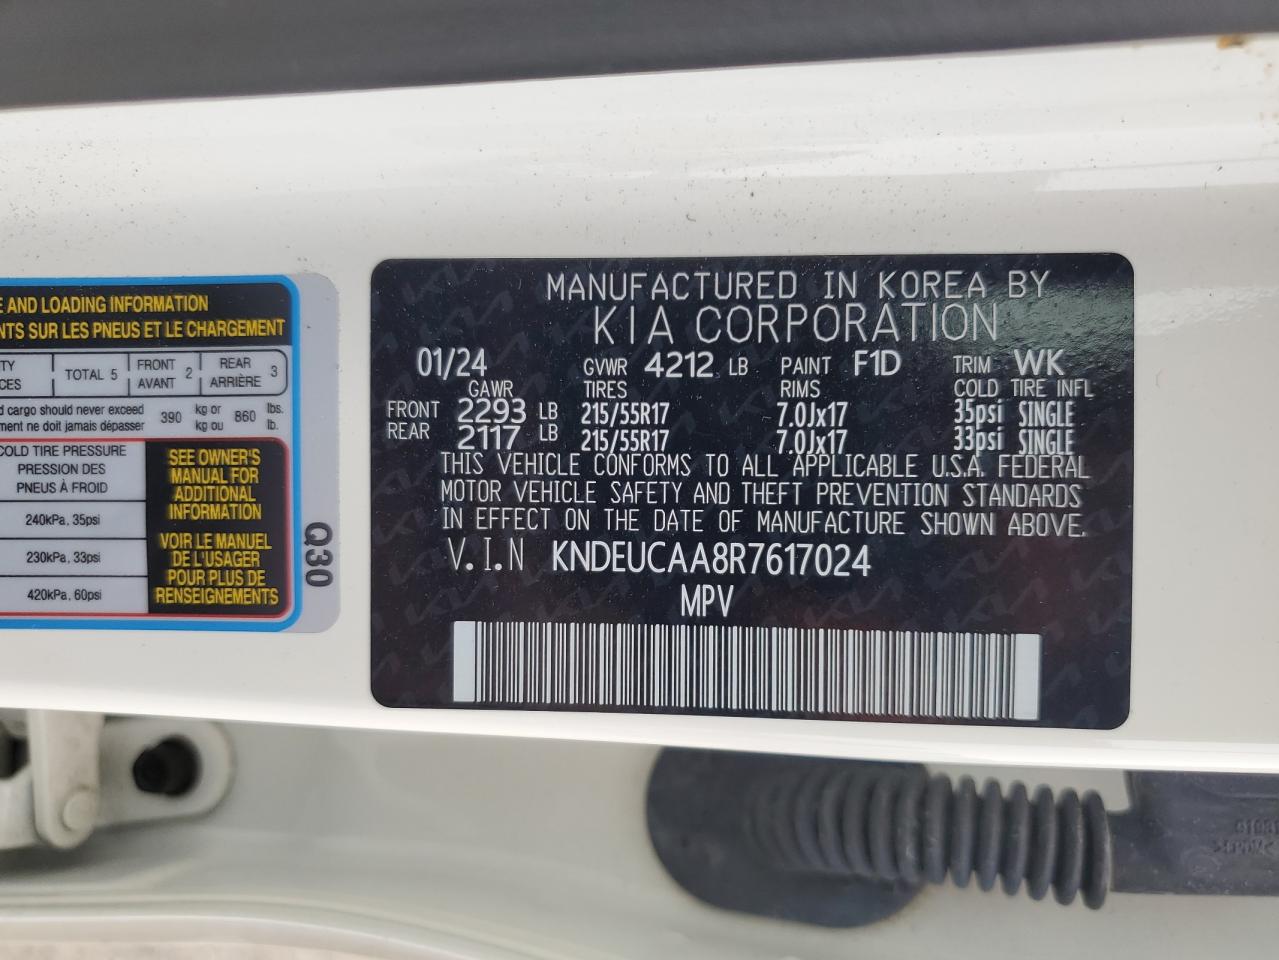 E AND LOADING INFORMATION
NTS SUR LES PNEUS ET LE CHARGEMENT
TY TOTAL 5 FRONT 2 REAR 3
CES AVANT ARRIÈRE
d cargo should never exceed 390 kg or 860 lbs.
ment ne doit jamais dépasser kg ou lb.
COLD TIRE PRESSURE
PRESSION DES
PNEUS À FROID
240kPa, 35psi
230kPa, 33psi
420kPa, 60psi
SEE OWNER'S
MANUAL FOR
ADDITIONAL
INFORMATION
VOIR LE MANUEL
DE L'USAGER
POUR PLUS DE
RENSEIGNEMENTS
Q30
MANUFACTURED IN KOREA BY
KIA CORPORATION
01/24 GVWR 4212 LB PAINT F1D TRIM WK
GAWR TIRES RIMS COLD TIRE INFL
FRONT 2293 LB 215/55R17 7.0Jx17 35psi SINGLE
REAR 2117 LB 215/55R17 7.0Jx17 33psi SINGLE
THIS VEHICLE CONFORMS TO ALL APPLICABLE U.S.A. FEDERAL
MOTOR VEHICLE SAFETY AND THEFT PREVENTION STANDARDS
IN EFFECT ON THE DATE OF MANUFACTURE SHOWN ABOVE.
V.I.N KNDEUCAA8R7617024
MPV